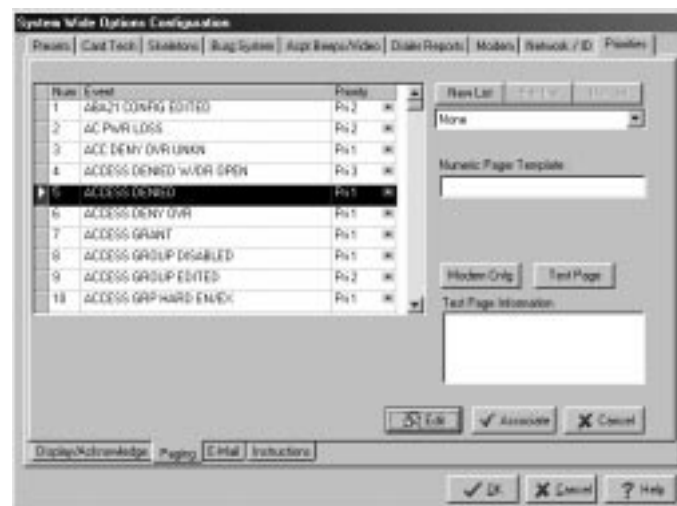 System Wide Options Configuration
Params Card Tech Skeletons Burg System Aspt Beeps/Video Dialer Reports Modem Network / ID Priorities
Num Event Priority
1 ABA21 CONFIG EDITED Pri 2
2 AC PWR LOSS Pri 2
3 ACC DENY OVR UNKN Pri 1
4 ACCESS DENIED W/DR OPEN Pri 3
5 ACCESS DENIED Pri 1
6 ACCESS DENY OVR Pri 1
7 ACCESS GRANT Pri 1
8 ACCESS GROUP DISABLED Pri 1
9 ACCESS GROUP EDITED Pri 2
10 ACCESS GRP HARD EN/EX Pri 1
New List
None
Numeric Pager Template
Modem Cnfg Test Page
Test Page Information
Edit Associate Cancel
Display/Acknowledge Paging E-Mail Instructions
OK Cancel Help